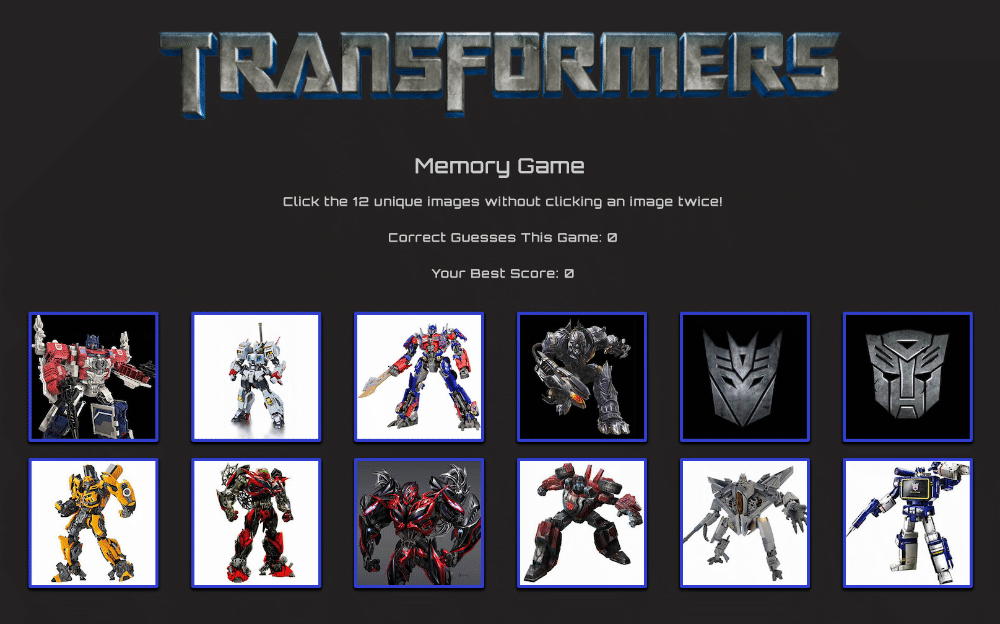 TRANSFORMERS
Memory Game
Click the 12 unique images without clicking an image twice!
Correct Guesses This Game: 0
Your Best Score: 0